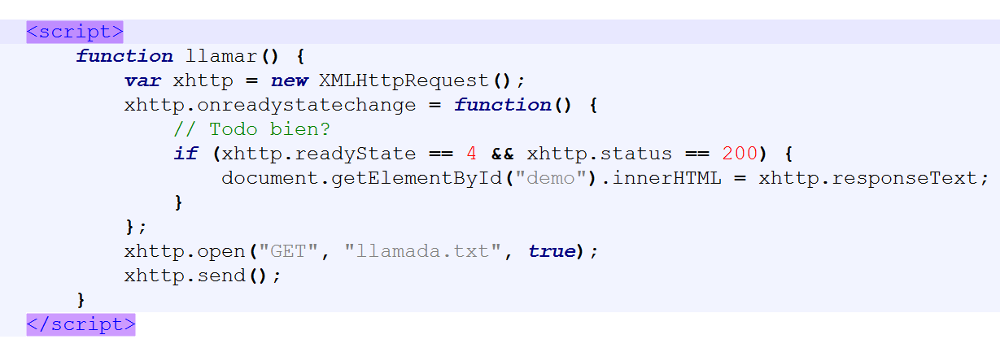 <script>
function llamar() {
var xhttp = new XMLHttpRequest();
xhttp.onreadystatechange = function() {
// Todo bien?
if (xhttp.readyState == 4 && xhttp.status == 200) {
document.getElementById("demo").innerHTML = xhttp.responseText;
}
};
xhttp.open("GET", "llamada.txt", true);
xhttp.send();
}
</script>